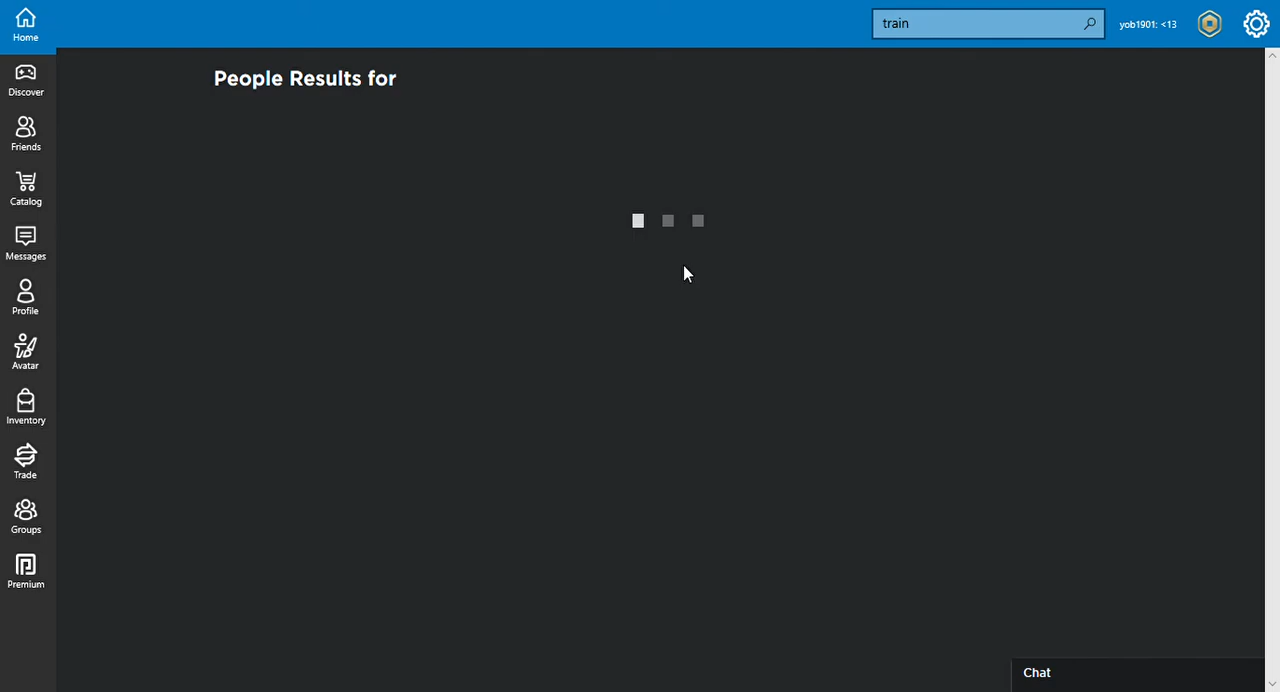 train
yob1901: <13
Home
People Results for
Discover
Friends
Catalog
Messages
Profile
Avatar
Inventory
Trade
Groups
Premium
Chat